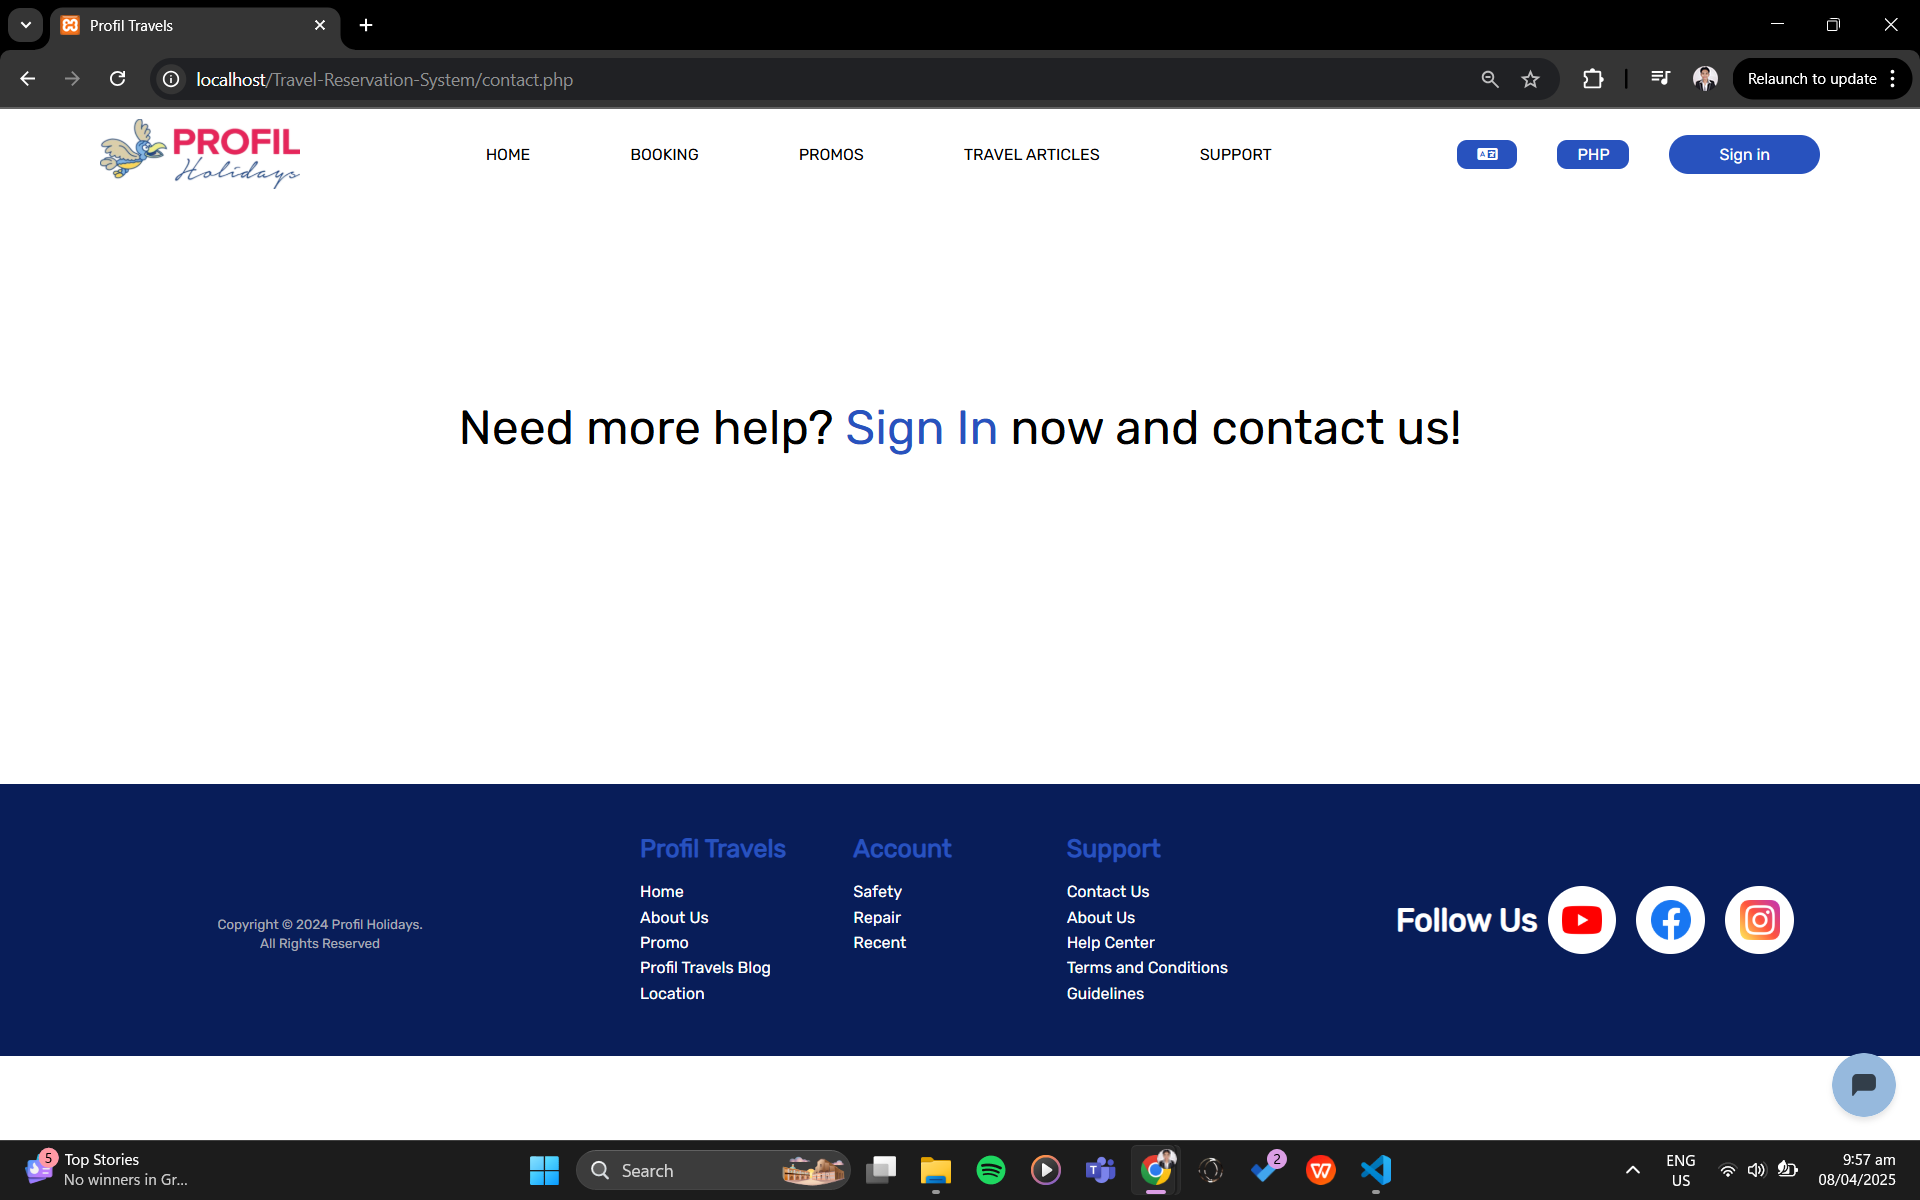 Profil Travels
localhost/Travel-Reservation-System/contact.php
Relaunch to update
PROFIL
Holidays
HOME
BOOKING
PROMOS
TRAVEL ARTICLES
SUPPORT
PHP
Sign in
Need more help? Sign In now and contact us!
Copyright © 2024 Profil Holidays.
All Rights Reserved
Profil Travels
Home
About Us
Promo
Profil Travels Blog
Location
Account
Safety
Repair
Recent
Support
Contact Us
About Us
Help Center
Terms and Conditions
Guidelines
Follow Us
5
Top Stories
No winners in Gr...
Search
2
ENG
US
9:57 am
08/04/2025